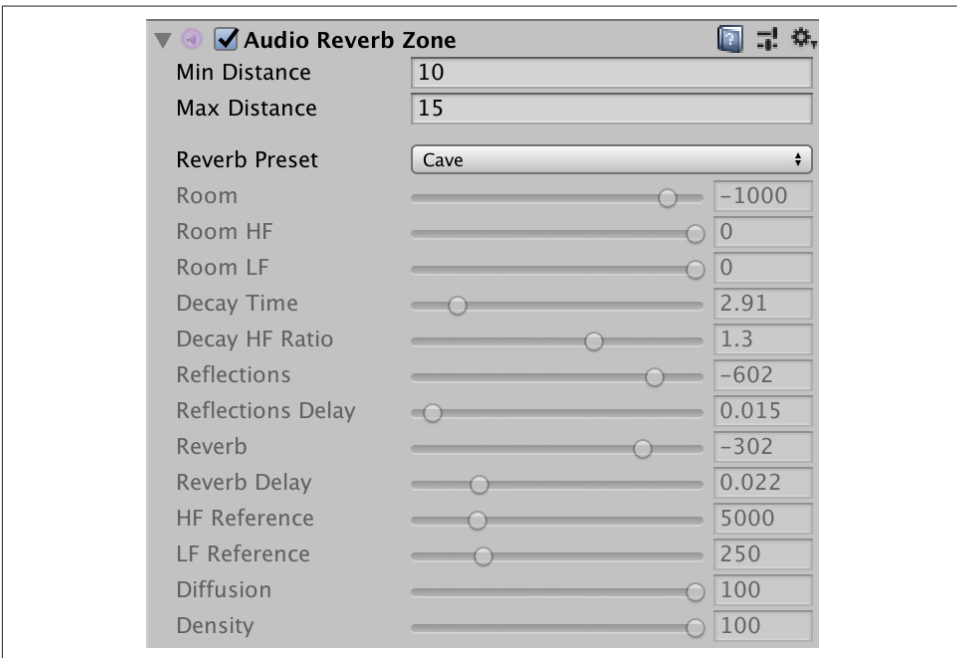 Audio Reverb Zone
Min Distance 10
Max Distance 15
Reverb Preset Cave
Room -1000
Room HF 0
Room LF 0
Decay Time 2.91
Decay HF Ratio 1.3
Reflections -602
Reflections Delay 0.015
Reverb -302
Reverb Delay 0.022
HF Reference 5000
LF Reference 250
Diffusion 100
Density 100